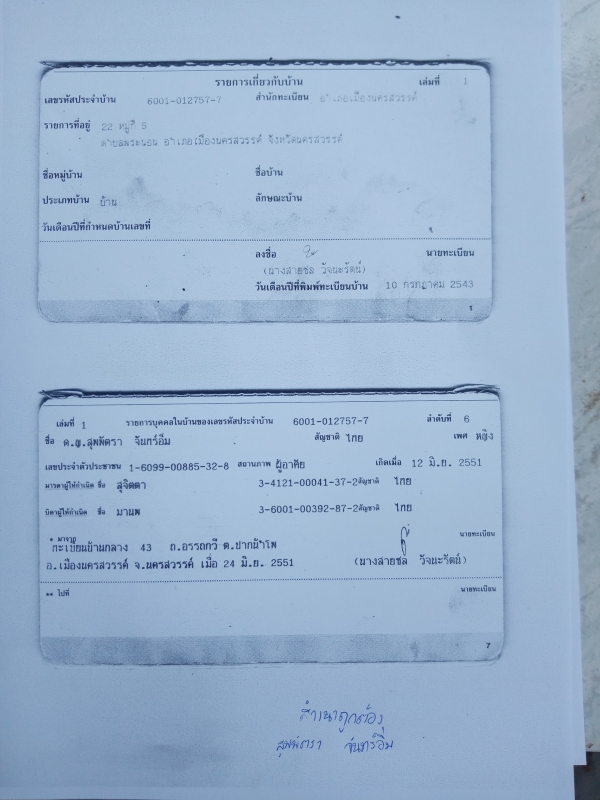 รายการเกี่ยวกับบ้าน เล่มที่ 1
เลขรหัสประจำบ้าน 6001-012757-7 สำนักทะเบียน อำเภอเมืองนครสวรรค์
รายการที่อยู่ 22 หมู่ที่ 5
ตำบลพระนอน อำเภอเมืองนครสวรรค์ จังหวัดนครสวรรค์
ชื่อหมู่บ้าน ชื่อบ้าน
ประเภทบ้าน บ้าน ลักษณะบ้าน
วันเดือนปีที่กำหนดบ้านเลขที่
ลงชื่อ นายทะเบียน
(นางสายชล วัจนะรัตน์)
วันเดือนปีที่พิมพ์ทะเบียนบ้าน 10 กรกฎาคม 2543
1
เล่มที่ 1 รายการบุคคลในบ้านของเลขรหัสประจำบ้าน 6001-012757-7 ลำดับที่ 6
ชื่อ ด.ญ.สุพพัตรา จันทร์อิ่ม สัญชาติ ไทย เพศ หญิง
เลขประจำตัวประชาชน 1-6099-00885-32-8 สถานภาพ ผู้อาศัย เกิดเมื่อ 12 มิ.ย. 2551
มารดาผู้ให้กำเนิด ชื่อ สุจิตตา 3-4121-00041-37-2 สัญชาติ ไทย
บิดาผู้ให้กำเนิด ชื่อ มานพ 3-6001-00392-87-2 สัญชาติ ไทย
* มาจาก นายทะเบียน
ทะเบียนบ้านกลาง 43 ถ.อรรถกวี ต.ปากน้ำโพ
อ.เมืองนครสวรรค์ จ.นครสวรรค์ เมื่อ 24 มิ.ย. 2551 (นางสายชล วัจนะรัตน์)
** ไปที่ นายทะเบียน
7
สำเนาถูกต้อง
สุพพัตรา จันทร์อิ่ม